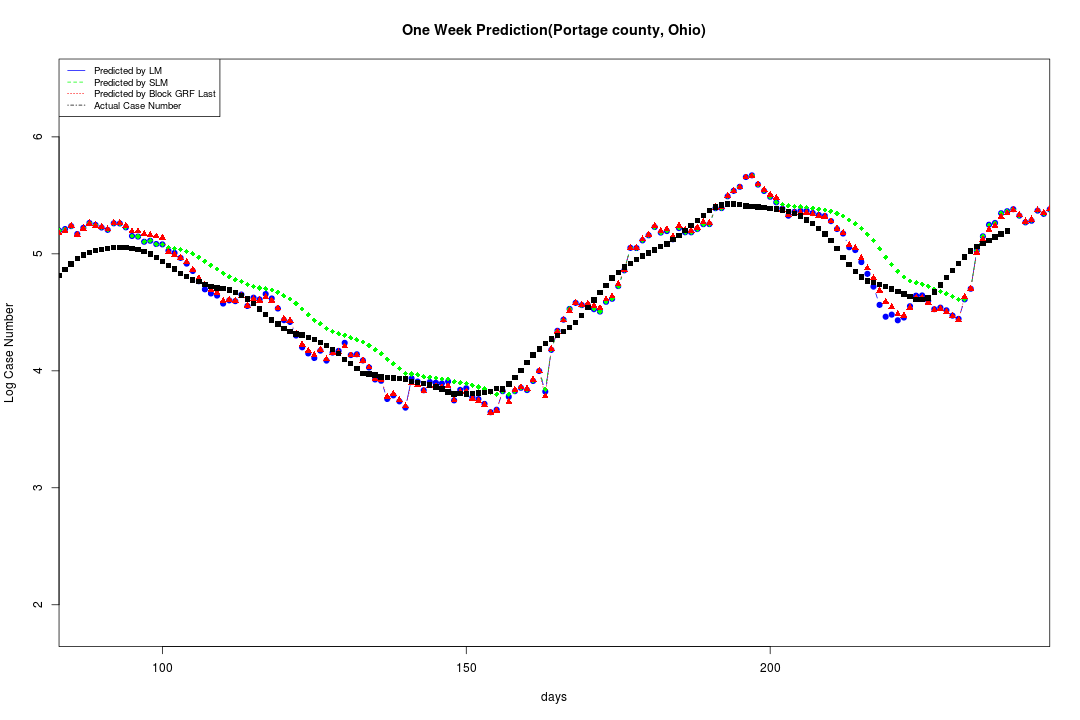 One Week Prediction(Portage county, Ohio)
Predicted by LM
Predicted by SLM
Predicted by Block GRF Last
Actual Case Number
Log Case Number
6
5
4
3
2
100 150 200
days